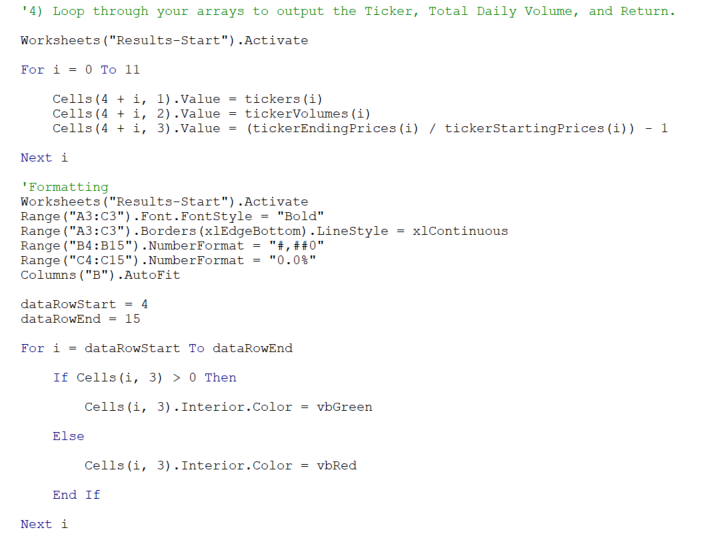 '4) Loop through your arrays to output the Ticker, Total Daily Volume, and Return.
Worksheets("Results-Start").Activate
For i = 0 To 11
Cells(4 + i, 1).Value = tickers(i)
Cells(4 + i, 2).Value = tickerVolumes(i)
Cells(4 + i, 3).Value = (tickerEndingPrices(i) / tickerStartingPrices(i)) - 1
Next i
'Formatting
Worksheets("Results-Start").Activate
Range("A3:C3").Font.FontStyle = "Bold"
Range("A3:C3").Borders(xlEdgeBottom).LineStyle = xlContinuous
Range("B4:B15").NumberFormat = "#,##0"
Range("C4:C15").NumberFormat = "0.0%"
Columns("B").AutoFit
dataRowStart = 4
dataRowEnd = 15
For i = dataRowStart To dataRowEnd
If Cells(i, 3) > 0 Then
Cells(i, 3).Interior.Color = vbGreen
Else
Cells(i, 3).Interior.Color = vbRed
End If
Next i